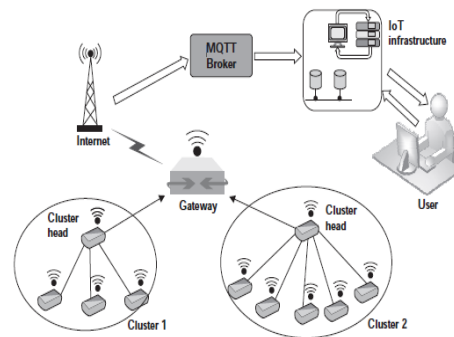 IoT
infrastructure
MQTT
Broker
Internet
User
Gateway
Cluster
head
Cluster
head
Cluster 1
Cluster 2